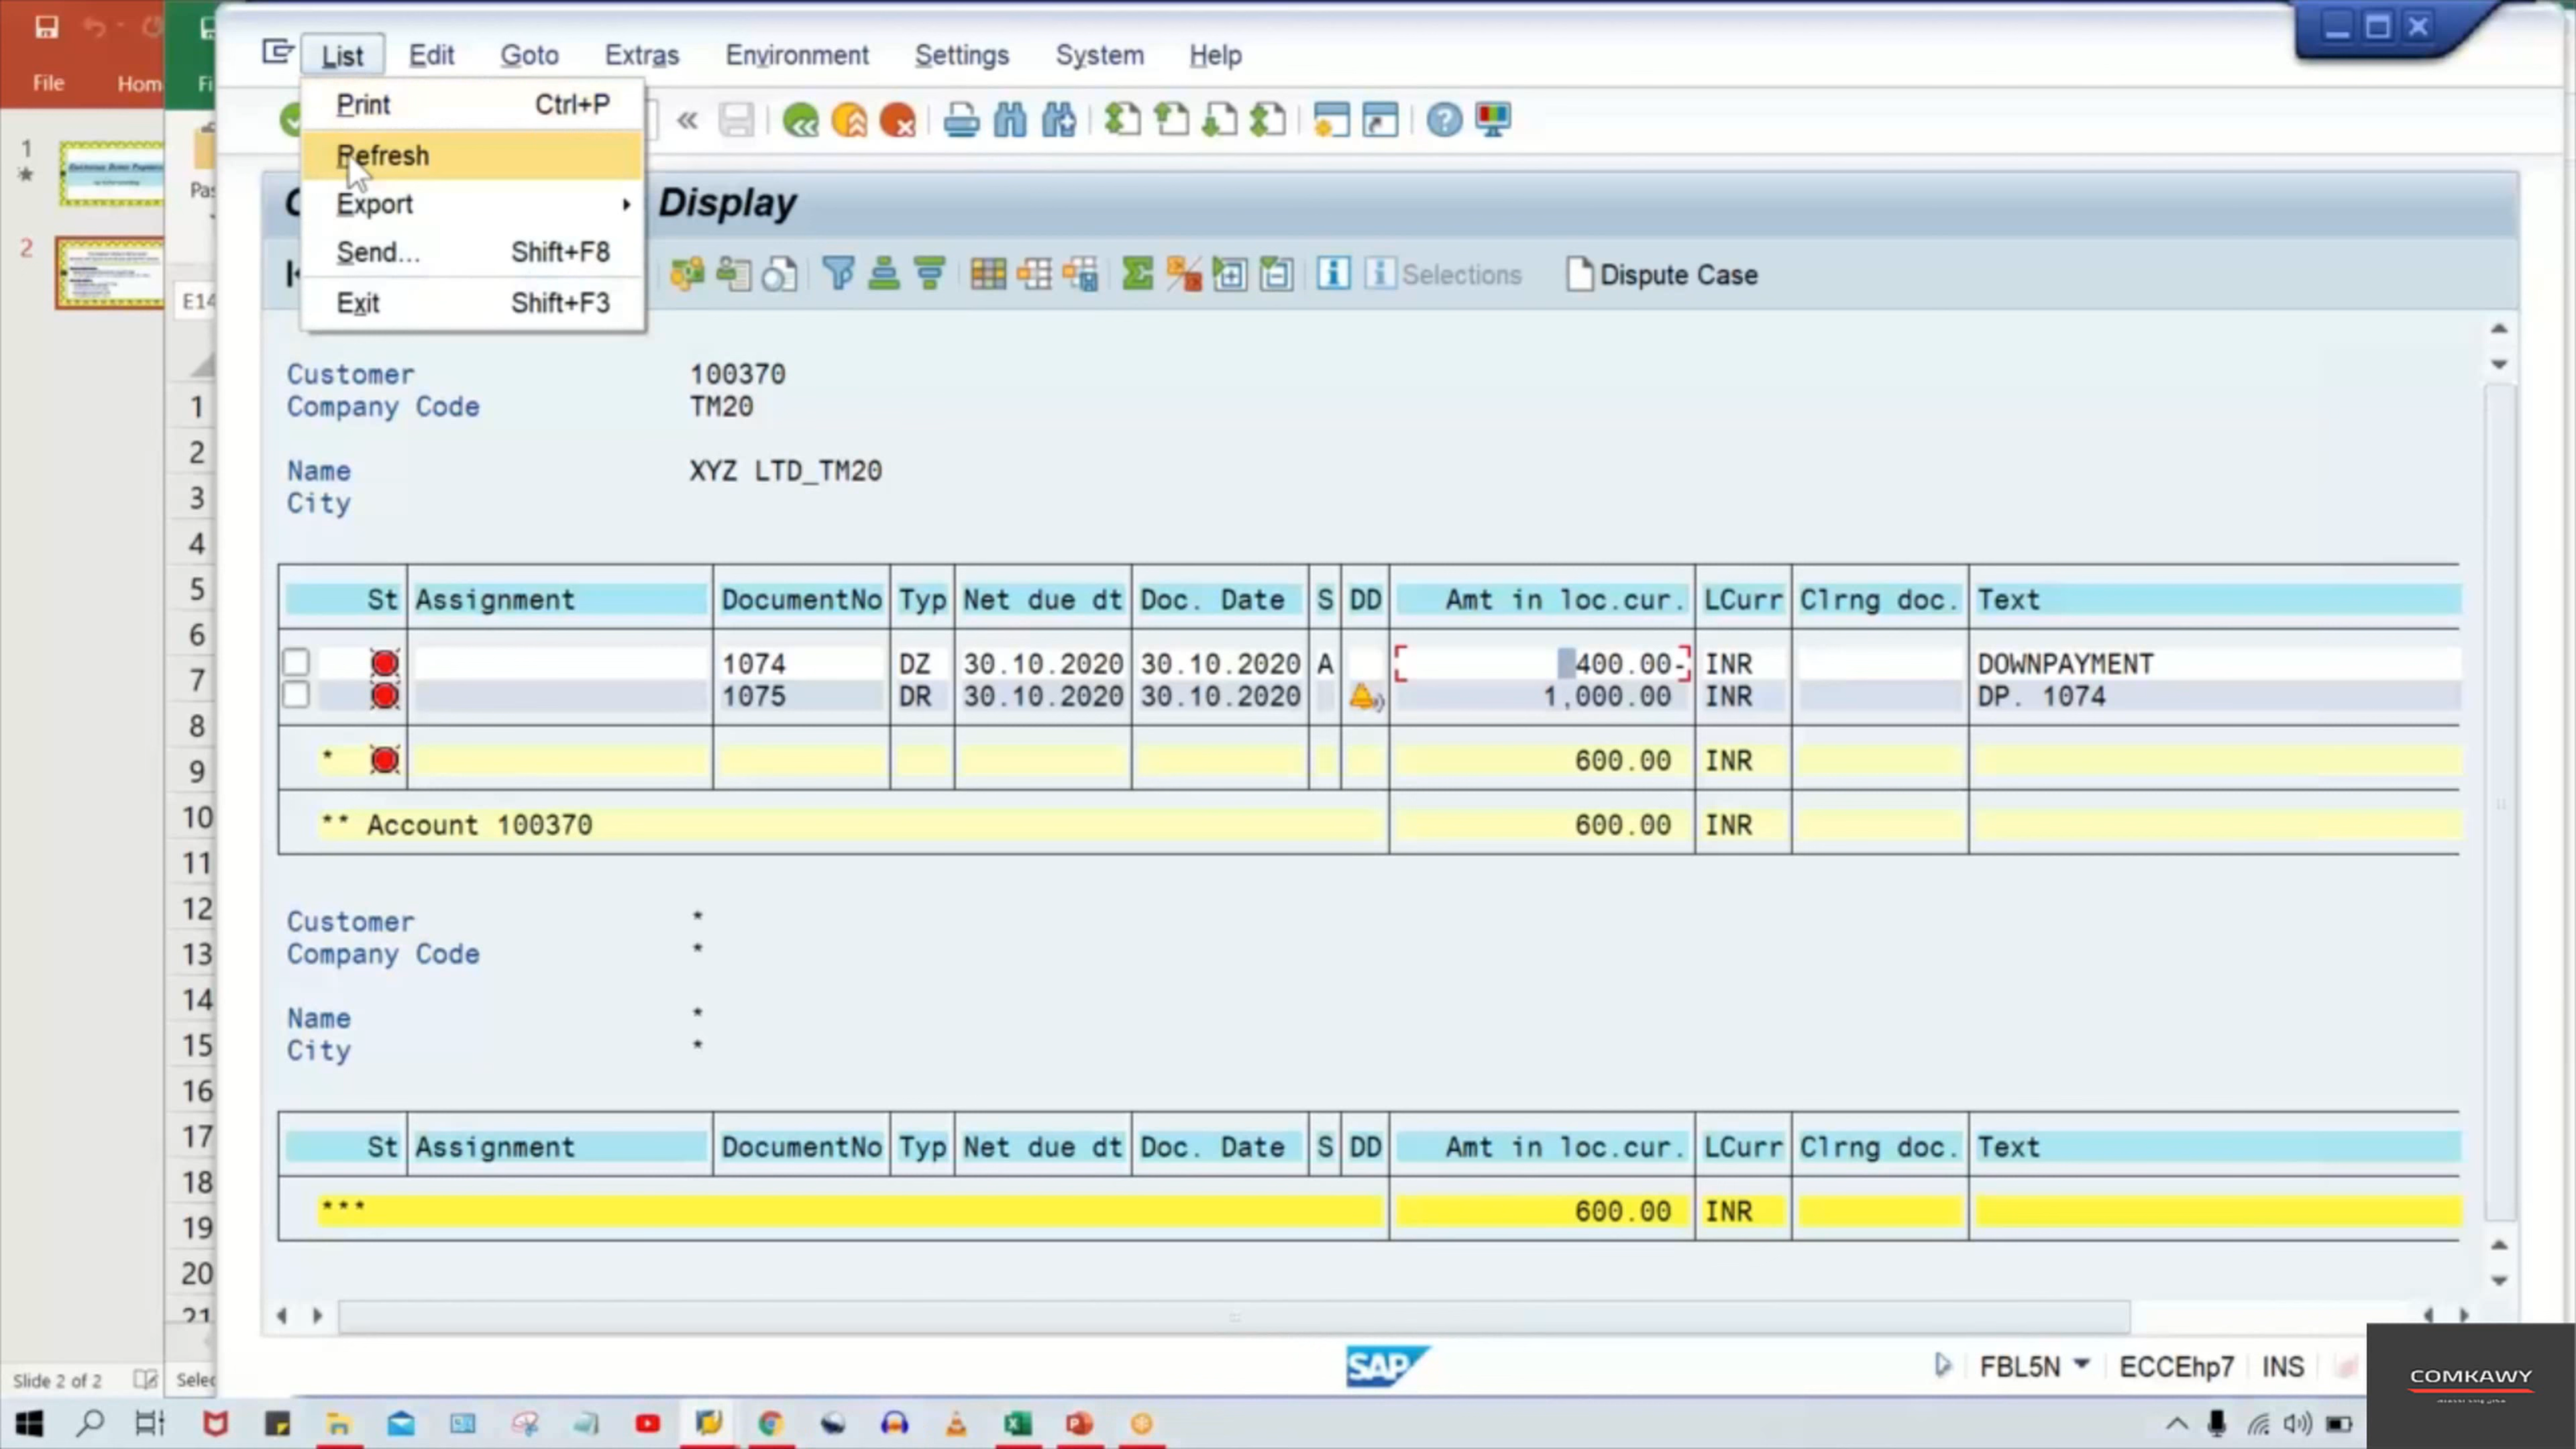 List Edit Goto Extras Environment Settings System Help
File Hom Fi
Print Ctrl+P
Refresh
Export
Send... Shift+F8
Exit Shift+F3
Display
Selections Dispute Case
1
2
Pas
E14
Customer 100370
Company Code TM20
Name XYZ LTD_TM20
City
St Assignment DocumentNo Typ Net due dt Doc. Date S DD Amt in loc.cur. LCurr Clrng doc. Text
1074 DZ 30.10.2020 30.10.2020 A 400.00- INR DOWNPAYMENT
1075 DR 30.10.2020 30.10.2020 1,000.00 INR DP. 1074
* 600.00 INR
** Account 100370 600.00 INR
Customer *
Company Code *
Name *
City *
St Assignment DocumentNo Typ Net due dt Doc. Date S DD Amt in loc.cur. LCurr Clrng doc. Text
*** 600.00 INR
1
2
3
4
5
6
7
8
9
10
11
12
13
14
15
16
17
18
19
20
21
SAP FBL5N ECCEhp7 INS
Slide 2 of 2 Selec
COMKAWY